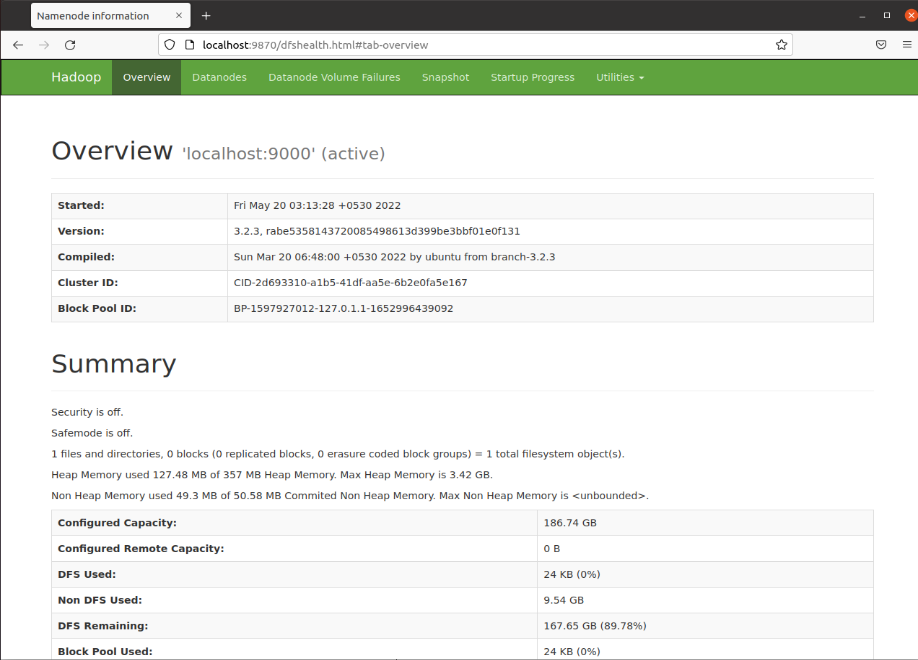 Namenode information
localhost:9870/dfshealth.html#tab-overview
Hadoop Overview Datanodes Datanode Volume Failures Snapshot Startup Progress Utilities
Overview 'localhost:9000' (active)
Started: Fri May 20 03:13:28 +0530 2022
Version: 3.2.3, rabe5358143720085498613d399be3bbf01e0f131
Compiled: Sun Mar 20 06:48:00 +0530 2022 by ubuntu from branch-3.2.3
Cluster ID: CID-2d693310-a1b5-41df-aa5e-6b2e0fa5e167
Block Pool ID: BP-1597927012-127.0.1.1-1652996439092
Summary
Security is off.
Safemode is off.
1 files and directories, 0 blocks (0 replicated blocks, 0 erasure coded block groups) = 1 total filesystem object(s).
Heap Memory used 127.48 MB of 357 MB Heap Memory. Max Heap Memory is 3.42 GB.
Non Heap Memory used 49.3 MB of 50.58 MB Commited Non Heap Memory. Max Non Heap Memory is <unbounded>.
Configured Capacity: 186.74 GB
Configured Remote Capacity: 0 B
DFS Used: 24 KB (0%)
Non DFS Used: 9.54 GB
DFS Remaining: 167.65 GB (89.78%)
Block Pool Used: 24 KB (0%)